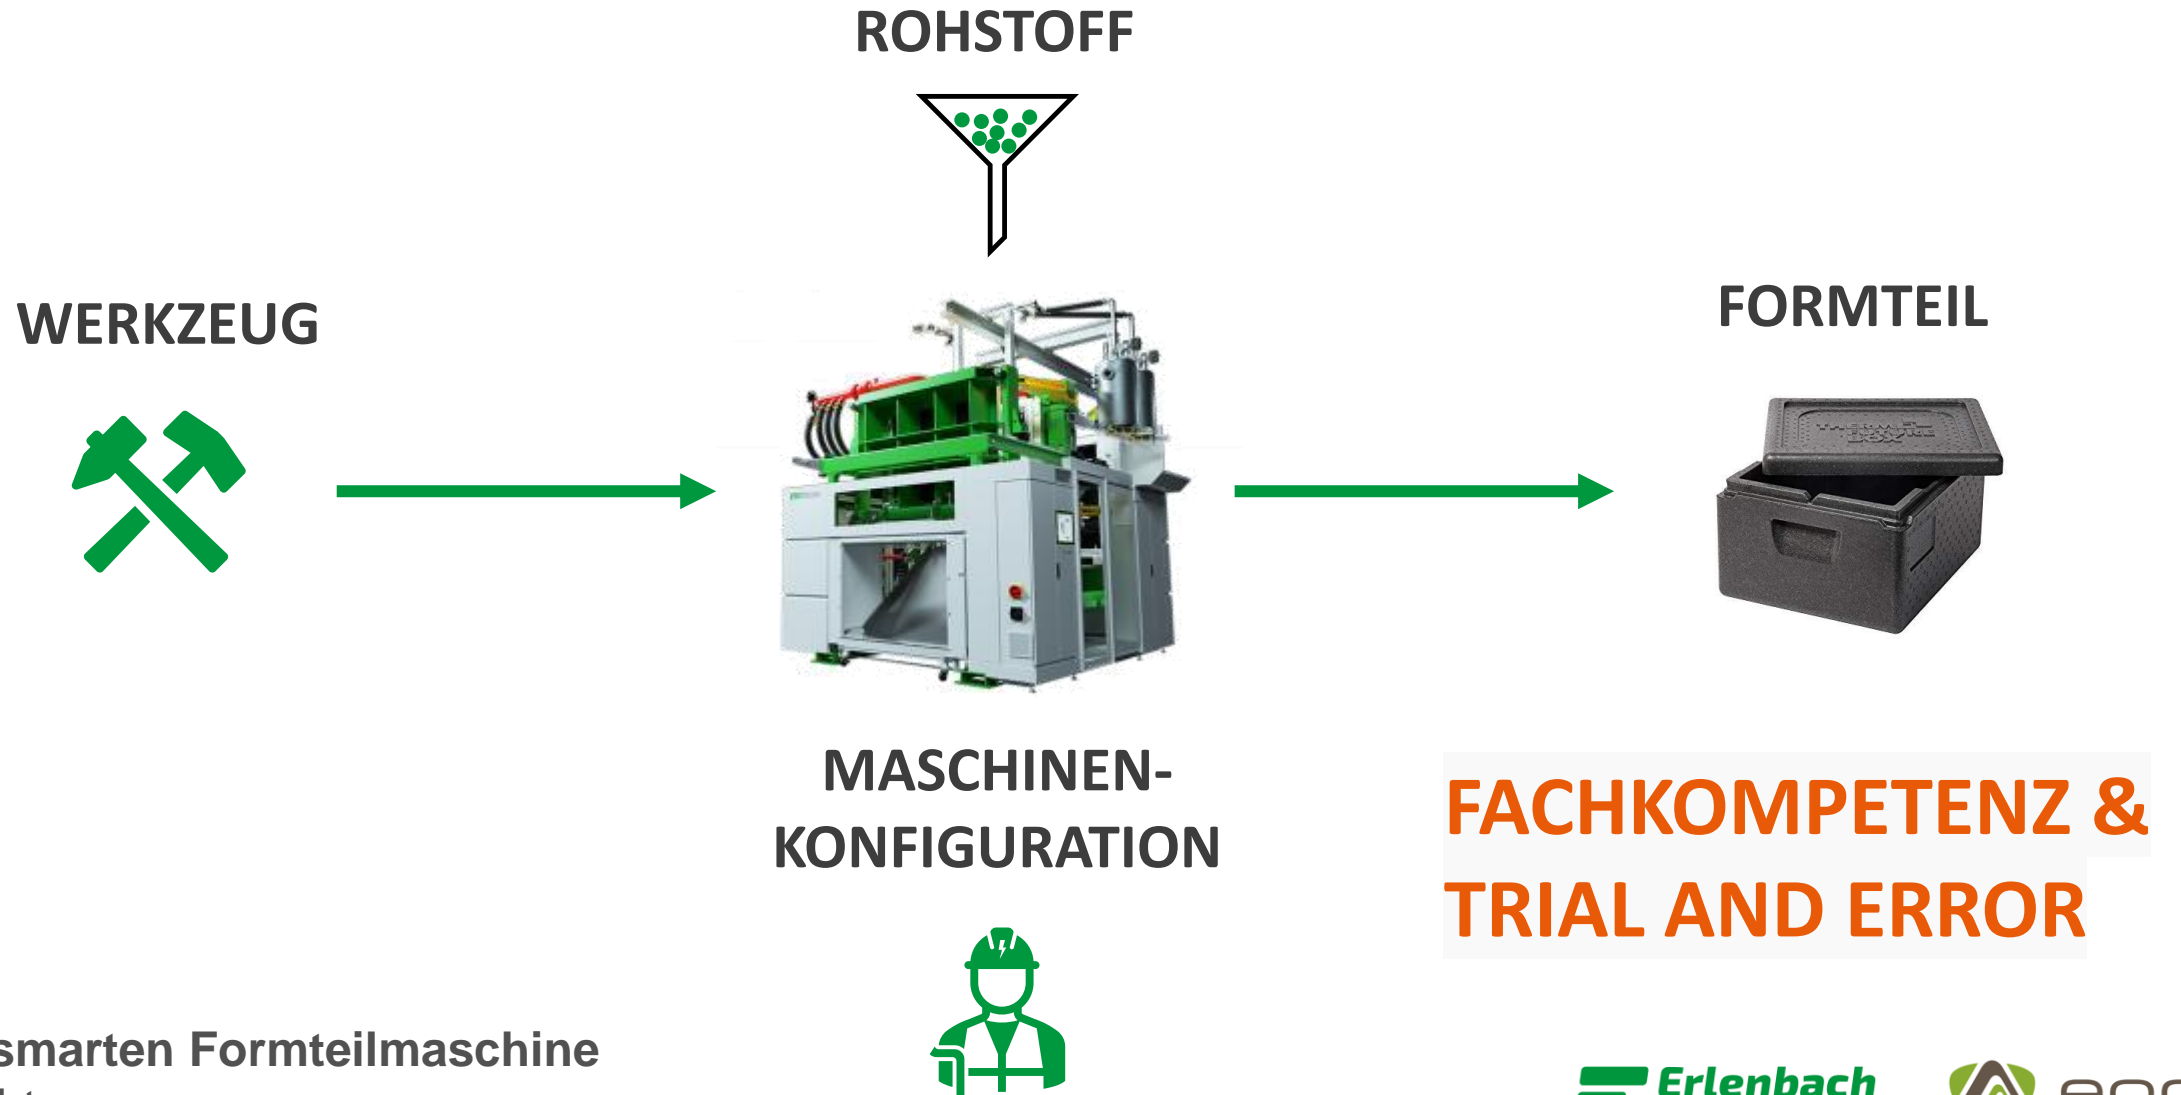 ROHSTOFF
WERKZEUG
FORMTEIL
MASCHINEN-
KONFIGURATION
FACHKOMPETENZ &
TRIAL AND ERROR
smarten Formteilmaschine
Erlenbach